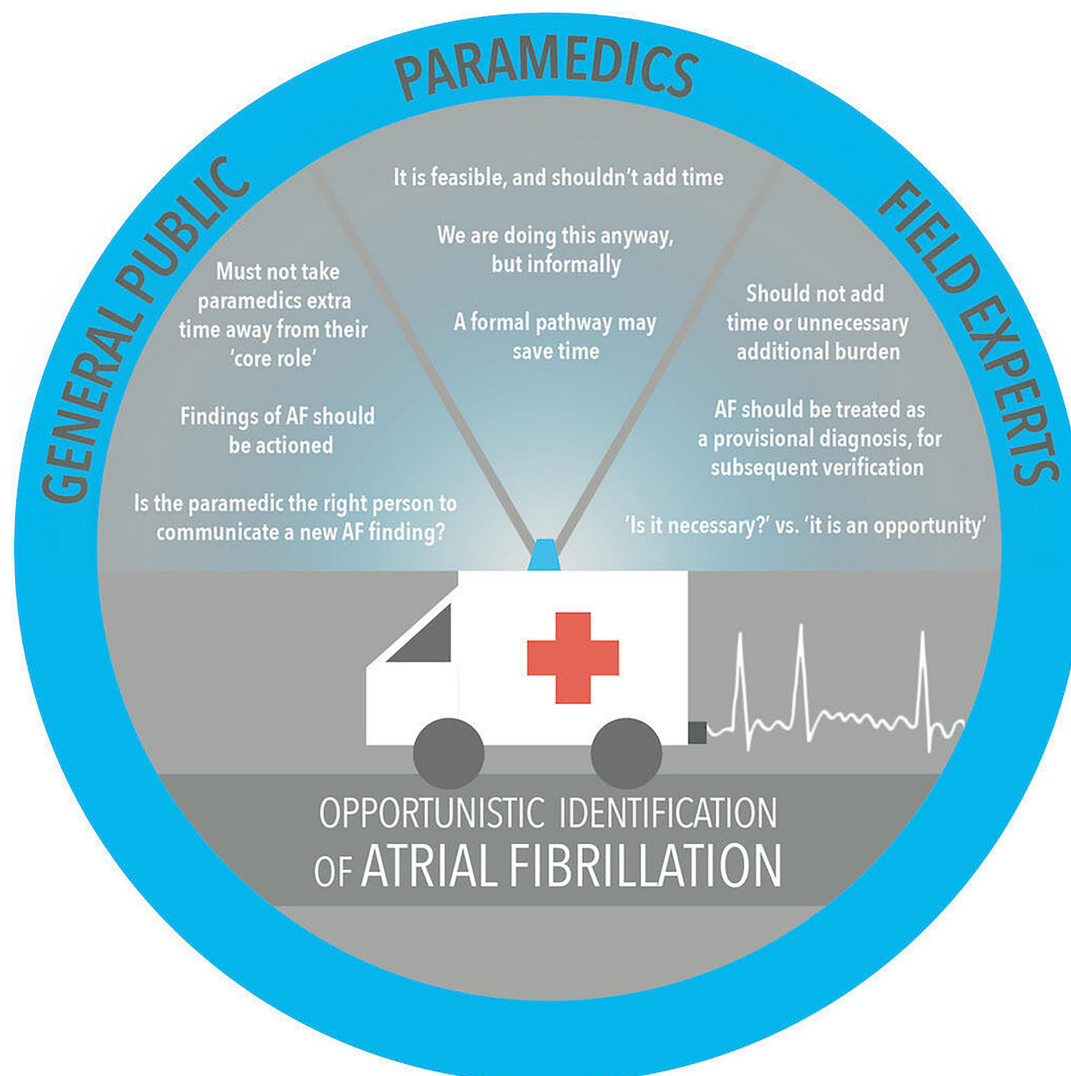 PARAMEDICS
GENERAL PUBLIC
FIELD EXPERTS
It is feasible, and shouldn't add time
We are doing this anyway,
but informally
A formal pathway may
save time
Must not take
paramedics extra
time away from their
'core role'
Findings of AF should
be actioned
Is the paramedic the right person to
communicate a new AF finding?
Should not add
time or unnecessary
additional burden
AF should be treated as
a provisional diagnosis, for
subsequent verification
'Is it necessary?' vs. 'it is an opportunity'
OPPORTUNISTIC IDENTIFICATION
OF ATRIAL FIBRILLATION